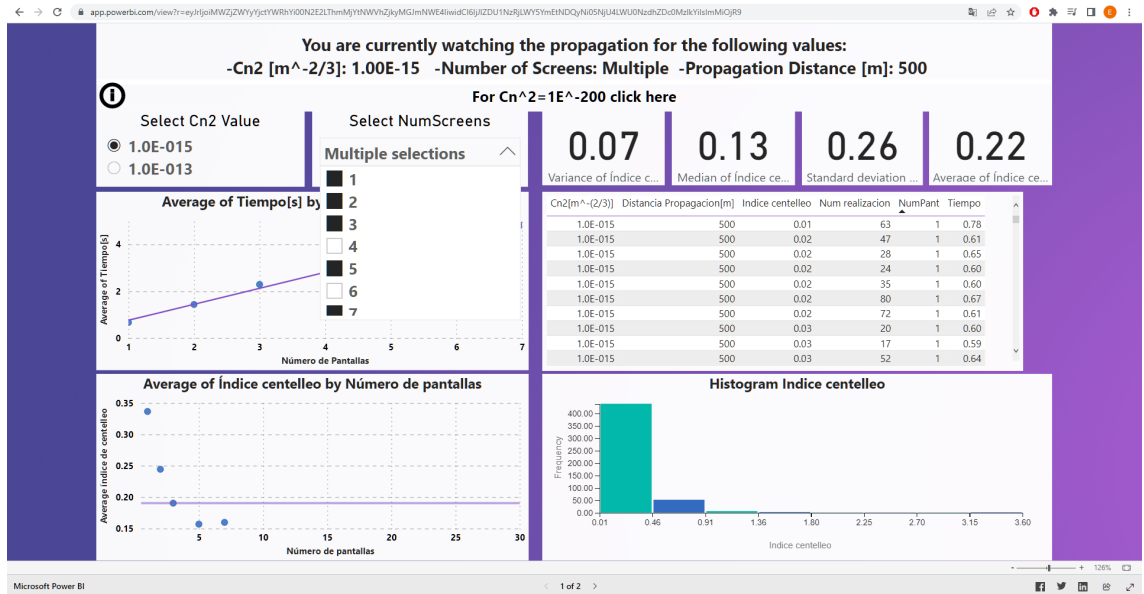 app.powerbi.com/view?r=eyJrIjoiMWZjZWYyYjctYWRhYi00N2E2LThmMjYtNWVhZjkyMGJmNWE4IiwidCI6IjJIZDU1NzRjLWY5YmEtNDQyNi05NjU4LWU0NzdhZDc0MzlkYiIsImMiOjR9
You are currently watching the propagation for the following values:
-Cn2 [m^-2/3]: 1.00E-15 -Number of Screens: Multiple -Propagation Distance [m]: 500
For Cn^2=1E^-200 click here
Select Cn2 Value
1.0E-015
1.0E-013
Select NumScreens
Multiple selections
1
2
3
4
5
6
7
0.07
Variance of Índice c...
0.13
Median of Índice ce...
0.26
Standard deviation ...
0.22
Average of Índice ce...
Average of Tiempo[s] by
Average of Tiempo[s]
4
2
0
1 2 3 4 5 6 7
Número de Pantallas
Cn2[m^-(2/3)] Distancia Propagacion[m] Indice centelleo Num realizacion NumPant Tiempo
1.0E-015 500 0.01 63 1 0.78
1.0E-015 500 0.02 47 1 0.61
1.0E-015 500 0.02 28 1 0.65
1.0E-015 500 0.02 24 1 0.60
1.0E-015 500 0.02 35 1 0.60
1.0E-015 500 0.02 80 1 0.67
1.0E-015 500 0.02 72 1 0.61
1.0E-015 500 0.03 20 1 0.60
1.0E-015 500 0.03 17 1 0.59
1.0E-015 500 0.03 52 1 0.64
Average of Índice centelleo by Número de pantallas
Average indice de centelleo
0.35
0.30
0.25
0.20
0.15
5 10 15 20 25 30
Número de pantallas
Histogram Indice centelleo
Frequency
400.00
350.00
300.00
250.00
200.00
150.00
100.00
50.00
0.00
0.01 0.46 0.91 1.36 1.80 2.25 2.70 3.15 3.60
Indice centelleo
- + 126%
Microsoft Power BI
1 of 2